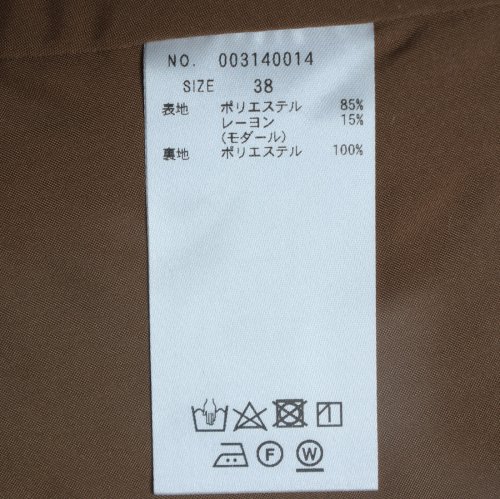 NO. 003140014
SIZE 38
表地 ポリエステル 85%
レーヨン 15%
(モダール)
裏地 ポリエステル 100%
F W